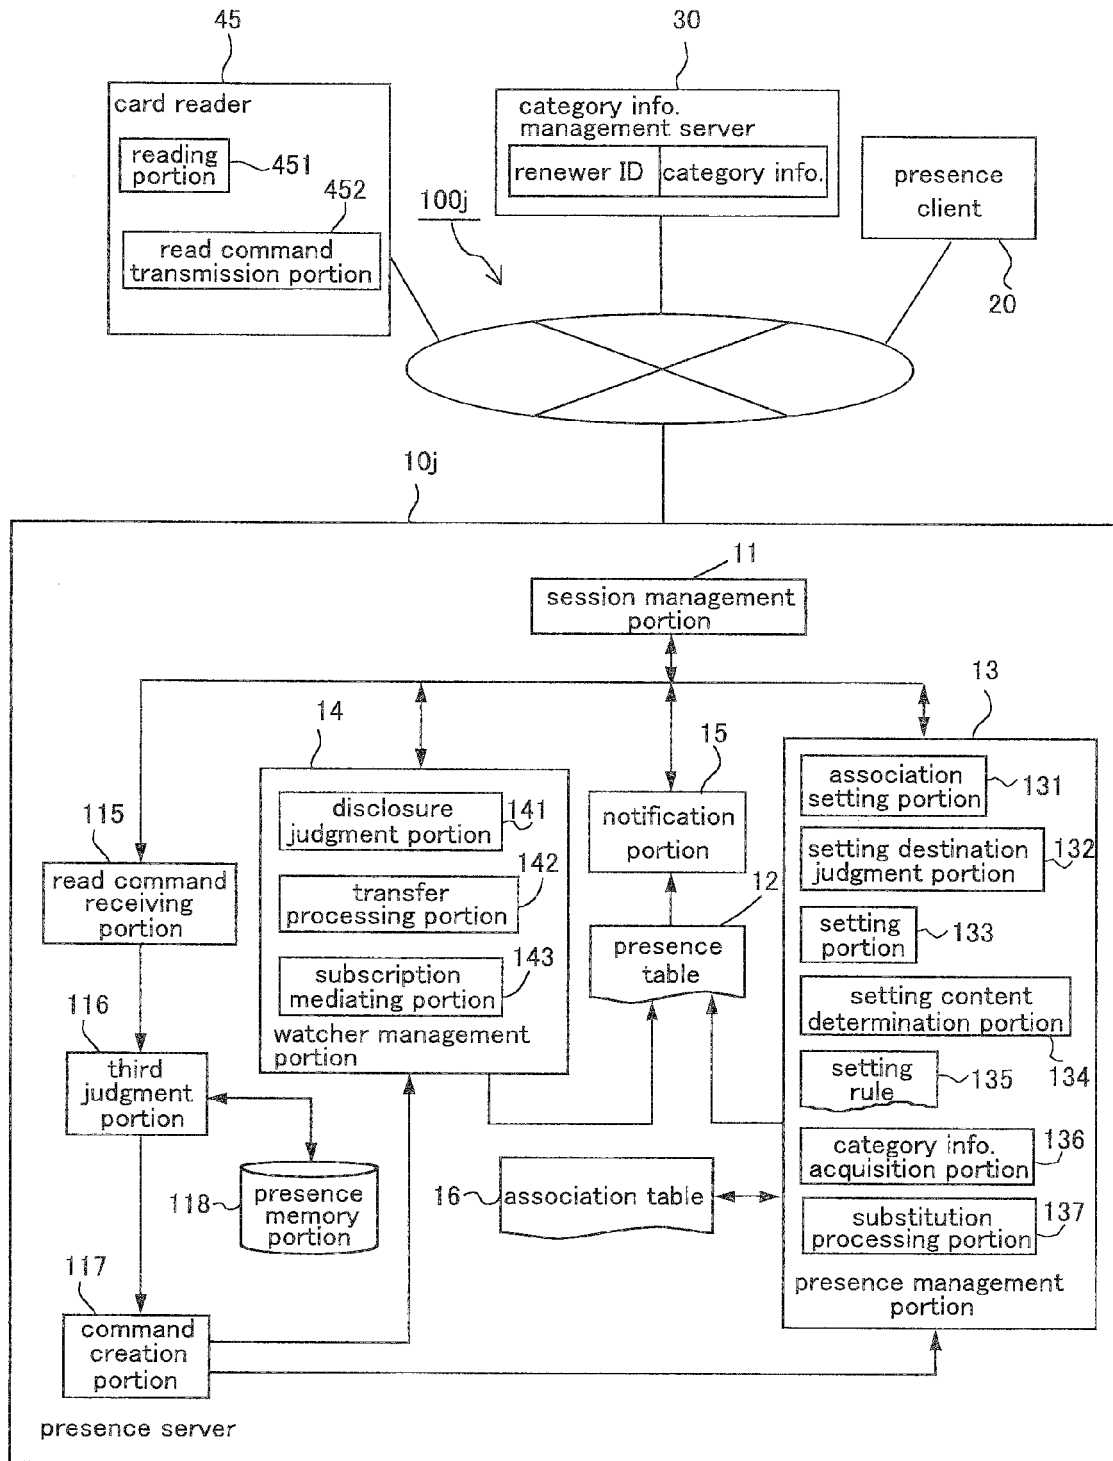 45
30
card reader
reading
portion
451
452
read command
transmission portion
100j
category info.
management server
renewer ID
category info.
presence
client
20
10j
11
session management
portion
13
14
15
141
disclosure
judgment portion
142
transfer
processing portion
143
subscription
mediating portion
watcher management
portion
notification
portion
12
presence
table
association
setting portion
131
setting destination
judgment portion
132
setting
portion
133
setting content
determination portion
134
setting
rule
135
category info.
acquisition portion
136
substitution
processing portion
137
presence management
portion
115
read command
receiving
portion
116
third
judgment
portion
118
presence
memory
portion
16
association table
117
command
creation
portion
presence server